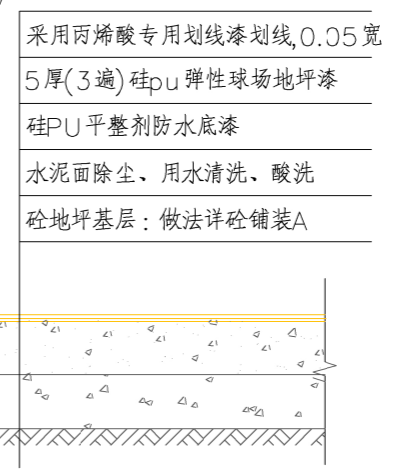 采用丙烯酸专用划线漆划线,0.05宽
5厚(3遍)硅pu弹性球场地坪漆
硅PU平整剂防水底漆
水泥面除尘、用水清洗、酸洗
砼地坪基层：做法详砼铺装A